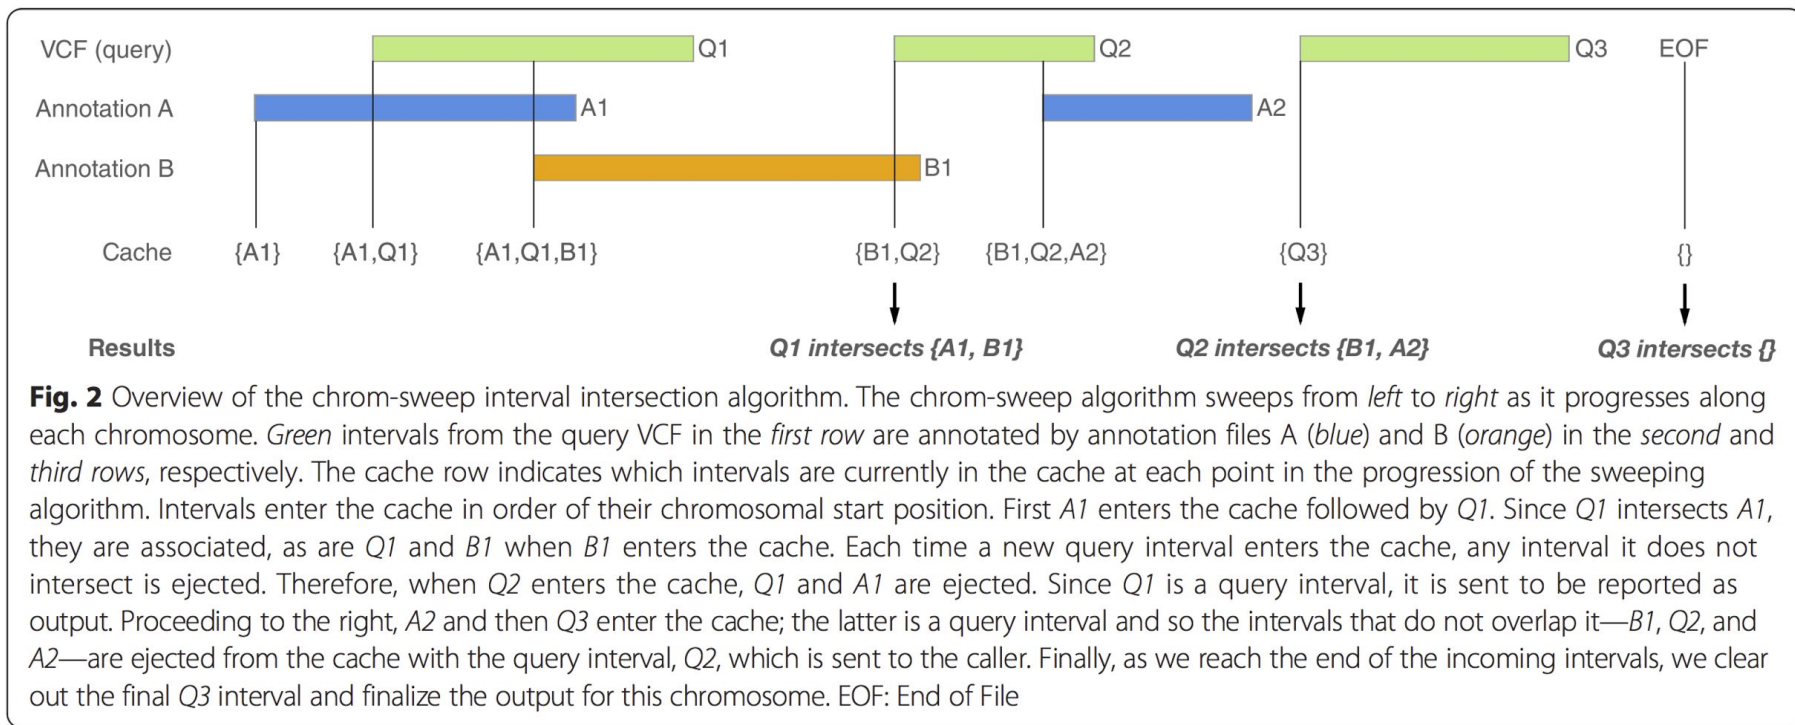 VCF (query) Q1 Q2 Q3 EOF
Annotation A A1 A2
Annotation B B1
Cache {A1} {A1,Q1} {A1,Q1,B1} {B1,Q2} {B1,Q2,A2} {Q3} {}
Results Q1 intersects {A1, B1} Q2 intersects {B1, A2} Q3 intersects {}
Fig. 2 Overview of the chrom-sweep interval intersection algorithm. The chrom-sweep algorithm sweeps from left to right as it progresses along
each chromosome. Green intervals from the query VCF in the first row are annotated by annotation files A (blue) and B (orange) in the second and
third rows, respectively. The cache row indicates which intervals are currently in the cache at each point in the progression of the sweeping
algorithm. Intervals enter the cache in order of their chromosomal start position. First A1 enters the cache followed by Q1. Since Q1 intersects A1,
they are associated, as are Q1 and B1 when B1 enters the cache. Each time a new query interval enters the cache, any interval it does not
intersect is ejected. Therefore, when Q2 enters the cache, Q1 and A1 are ejected. Since Q1 is a query interval, it is sent to be reported as
output. Proceeding to the right, A2 and then Q3 enter the cache; the latter is a query interval and so the intervals that do not overlap it—B1, Q2, and
A2—are ejected from the cache with the query interval, Q2, which is sent to the caller. Finally, as we reach the end of the incoming intervals, we clear
out the final Q3 interval and finalize the output for this chromosome. EOF: End of File